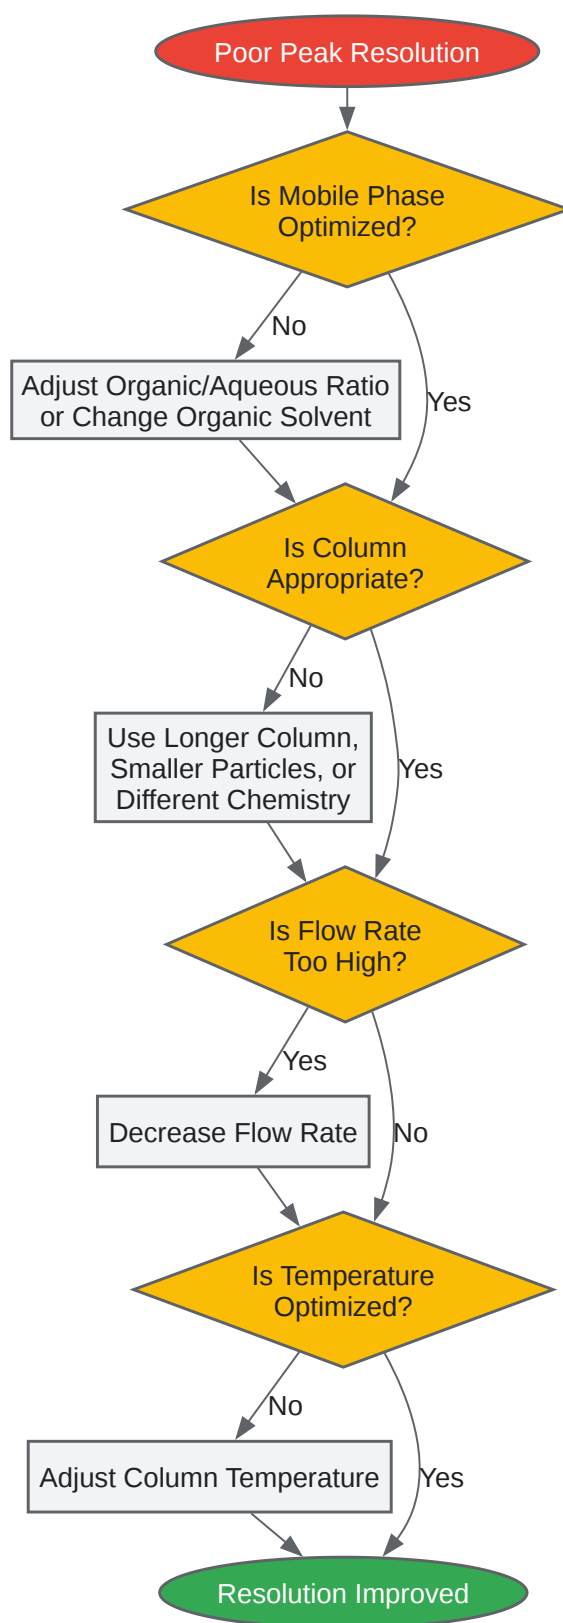 Poor Peak Resolution
Is Mobile Phase
Optimized?
No
Yes
Adjust Organic/Aqueous Ratio
or Change Organic Solvent
Is Column
Appropriate?
No
Yes
Use Longer Column,
Smaller Particles, or
Different Chemistry
Is Flow Rate
Too High?
Yes
No
Decrease Flow Rate
Is Temperature
Optimized?
No
Yes
Adjust Column Temperature
Resolution Improved